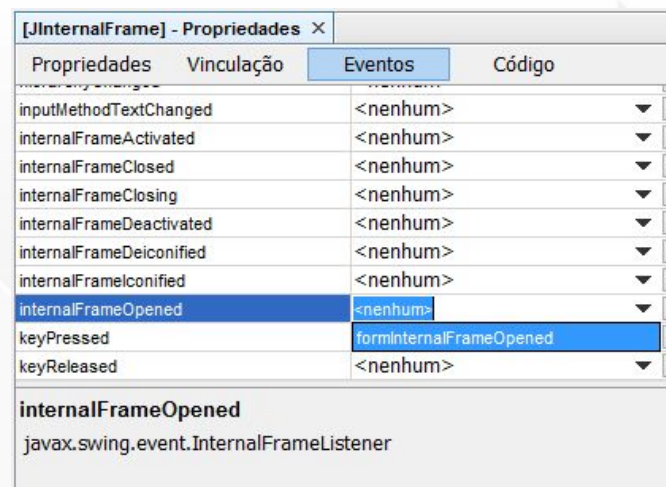 [JInternalFrame] - Propriedades ×
Propriedades Vinculação Eventos Código
inputMethodTextChanged <nenhum>
internalFrameActivated <nenhum>
internalFrameClosed <nenhum>
internalFrameClosing <nenhum>
internalFrameDeactivated <nenhum>
internalFrameDeiconified <nenhum>
internalFrameIconified <nenhum>
internalFrameOpened <nenhum>
keyPressed formInternalFrameOpened
keyReleased <nenhum>
internalFrameOpened
javax.swing.event.InternalFrameListener